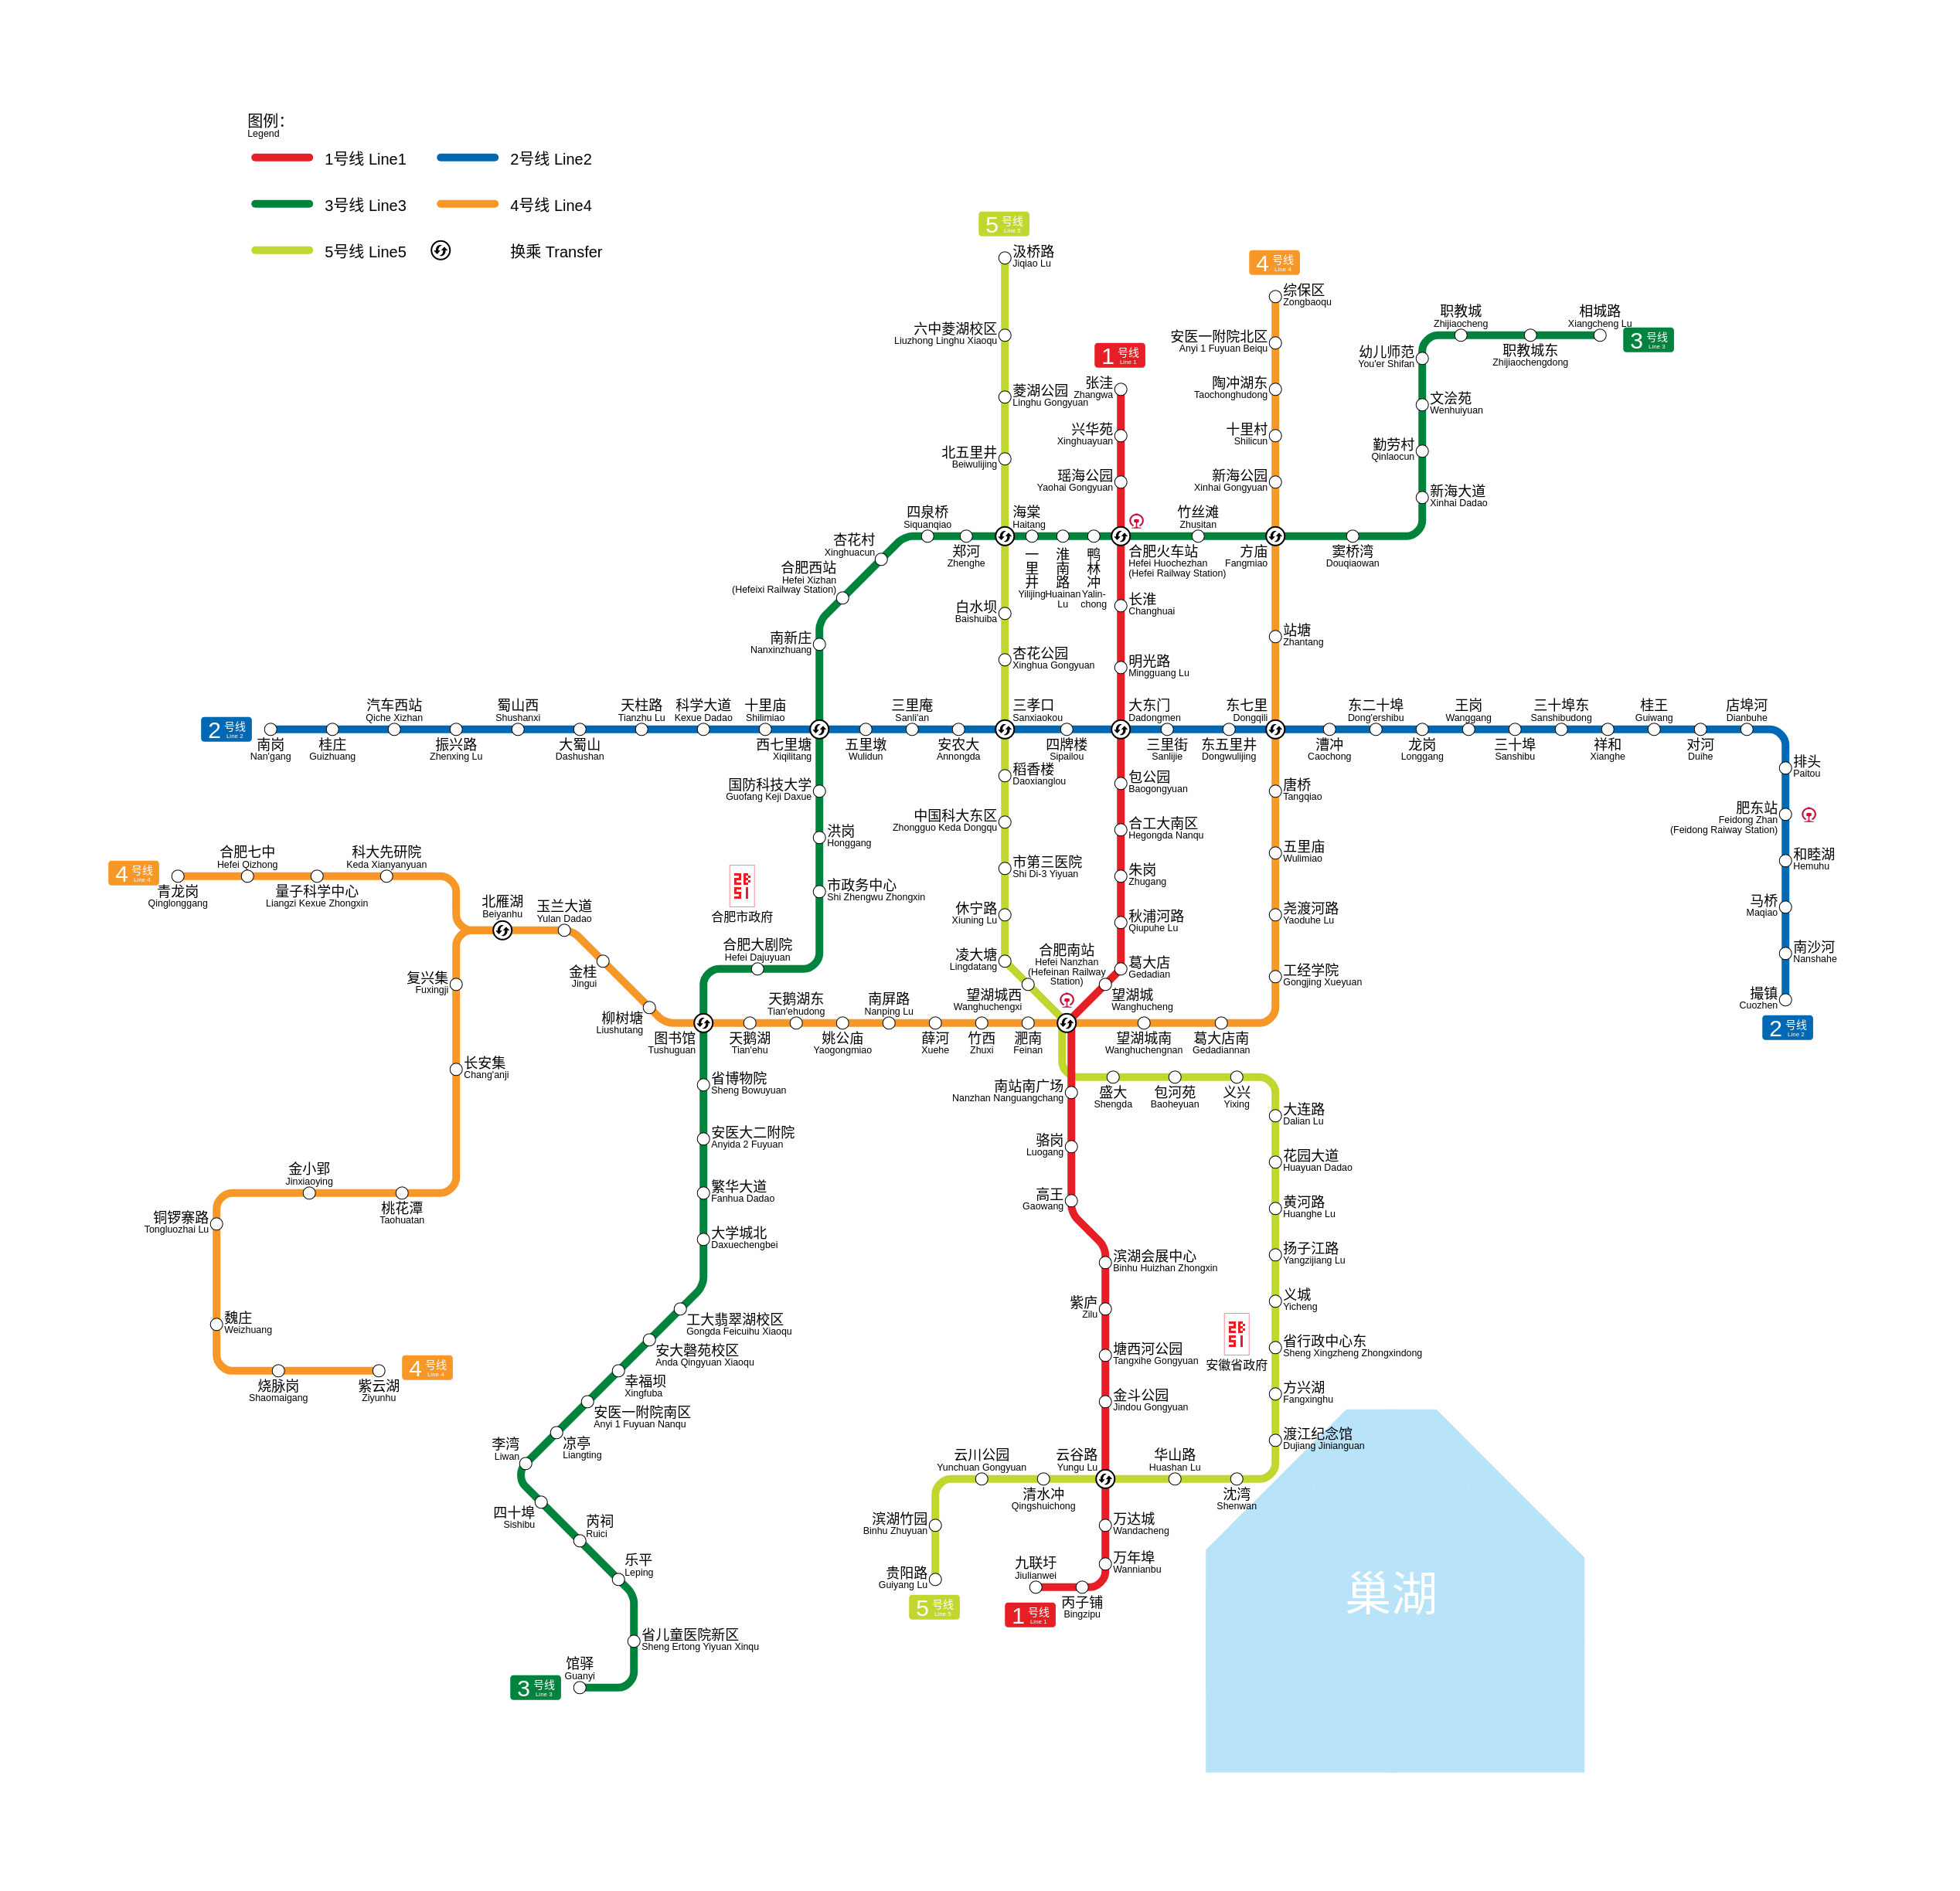 图例：
Legend
1号线 Line1
2号线 Line2
3号线 Line3
4号线 Line4
5号线 Line5
换乘 Transfer
5 号线
Line 5
汲桥路
Jiqiao Lu
六中菱湖校区
Liuzhong Linghu Xiaoqu
菱湖公园
Linghu Gongyuan
北五里井
Beiwulijing
海棠
Haitang
白水坝
Baishuiba
杏花公园
Xinghua Gongyuan
三孝口
Sanxiaokou
稻香楼
Daoxianglou
中国科大东区
Zhongguo Keda Dongqu
市第三医院
Shi Di-3 Yiyuan
休宁路
Xiuning Lu
凌大塘
Lingdatang
望湖城西
Wanghuchengxi
合肥南站
Hefei Nanzhan
(Hefeinan Railway
Station)
盛大
Shengda
包河苑
Baoheyuan
义兴
Yixing
大连路
Dalian Lu
花园大道
Huayuan Dadao
黄河路
Huanghe Lu
扬子江路
Yangzijiang Lu
义城
Yicheng
省行政中心东
Sheng Xingzheng Zhongxindong
方兴湖
Fangxinghu
渡江纪念馆
Dujiang Jinianguan
沈湾
Shenwan
华山路
Huashan Lu
云谷路
Yungu Lu
清水冲
Qingshuichong
云川公园
Yunchuan Gongyuan
滨湖竹园
Binhu Zhuyuan
贵阳路
Guiyang Lu
5 号线
Line 5
1 号线
Line 1
张洼
Zhangwa
兴华苑
Xinghuayuan
瑶海公园
Yaohai Gongyuan
合肥火车站
Hefei Huochezhan
(Hefei Railway Station)
长淮
Changhuai
明光路
Mingguang Lu
大东门
Dadongmen
包公园
Baogongyuan
合工大南区
Hegongda Nanqu
朱岗
Zhugang
秋浦河路
Qiupuhe Lu
葛大店
Gedadian
望湖城
Wanghucheng
南站南广场
Nanzhan Nanguangchang
骆岗
Luogang
高王
Gaowang
滨湖会展中心
Binhu Huizhan Zhongxin
紫庐
Zilu
塘西河公园
Tangxihe Gongyuan
金斗公园
Jindou Gongyuan
万达城
Wandacheng
万年埠
Wannianbu
丙子铺
Bingzipu
九联圩
Jiulianwei
1 号线
Line 1
4 号线
Line 4
综保区
Zongbaoqu
安医一附院北区
Anyi 1 Fuyuan Beiqu
陶冲湖东
Taochonghudong
十里村
Shilicun
新海公园
Xinhai Gongyuan
方庙
Fangmiao
站塘
Zhantang
东七里
Dongqili
唐桥
Tangqiao
五里庙
Wulimiao
尧渡河路
Yaoduhe Lu
工经学院
Gongjing Xueyuan
葛大店南
Gedadiannan
望湖城南
Wanghuchengnan
淝南
Feinan
竹西
Zhuxi
薛河
Xuehe
南屏路
Nanping Lu
姚公庙
Yaogongmiao
天鹅湖东
Tian'ehudong
天鹅湖
Tian'ehu
图书馆
Tushuguan
柳树塘
Liushutang
金桂
Jingui
玉兰大道
Yulan Dadao
北雁湖
Beiyanhu
科大先研院
Keda Xianyanyuan
量子科学中心
Liangzi Kexue Zhongxin
合肥七中
Hefei Qizhong
青龙岗
Qinglonggang
4 号线
Line 4
复兴集
Fuxingji
长安集
Chang'anji
桃花潭
Taohuatan
金小郢
Jinxiaoying
铜锣寨路
Tongluozhai Lu
魏庄
Weizhuang
烧脉岗
Shaomaigang
紫云湖
Ziyunhu
4 号线
Line 4
3 号线
Line 3
相城路
Xiangcheng Lu
职教城东
Zhijiaochengdong
职教城
Zhijiaocheng
幼儿师范
You'er Shifan
文浍苑
Wenhuiyuan
勤劳村
Qinlaocun
新海大道
Xinhai Dadao
窦桥湾
Douqiaowan
竹丝滩
Zhusitan
鸭林冲
Yalin-
chong
淮南路
Huainan
Lu
一里井
Yilijing
郑河
Zhenghe
四泉桥
Siquanqiao
杏花村
Xinghuacun
合肥西站
Hefei Xizhan
(Hefeixi Railway Station)
南新庄
Nanxinzhuang
西七里塘
Xiqilitang
国防科技大学
Guofang Keji Daxue
洪岗
Honggang
市政务中心
Shi Zhengwu Zhongxin
合肥市政府
合肥大剧院
Hefei Dajuyuan
省博物院
Sheng Bowuyuan
安医大二附院
Anyida 2 Fuyuan
繁华大道
Fanhua Dadao
大学城北
Daxuechengbei
工大翡翠湖校区
Gongda Feicuihu Xiaoqu
安大磬苑校区
Anda Qingyuan Xiaoqu
幸福坝
Xingfuba
安医一附院南区
Anyi 1 Fuyuan Nanqu
凉亭
Liangting
李湾
Liwan
四十埠
Sishibu
芮祠
Ruici
乐平
Leping
省儿童医院新区
Sheng Ertong Yiyuan Xinqu
馆驿
Guanyi
3 号线
Line 3
2 号线
Line 2
南岗
Nan'gang
桂庄
Guizhuang
汽车西站
Qiche Xizhan
振兴路
Zhenxing Lu
蜀山西
Shushanxi
大蜀山
Dashushan
天柱路
Tianzhu Lu
科学大道
Kexue Dadao
十里庙
Shilimiao
五里墩
Wulidun
三里庵
Sanli'an
安农大
Annongda
四牌楼
Sipailou
三里街
Sanlijie
东五里井
Dongwulijing
漕冲
Caochong
东二十埠
Dong'ershibu
龙岗
Longgang
王岗
Wanggang
三十埠
Sanshibu
三十埠东
Sanshibudong
祥和
Xianghe
桂王
Guiwang
对河
Duihe
店埠河
Dianbuhe
排头
Paitou
肥东站
Feidong Zhan
(Feidong Raiway Station)
和睦湖
Hemuhu
马桥
Maqiao
南沙河
Nanshahe
撮镇
Cuozhen
2 号线
Line 2
安徽省政府
巢湖